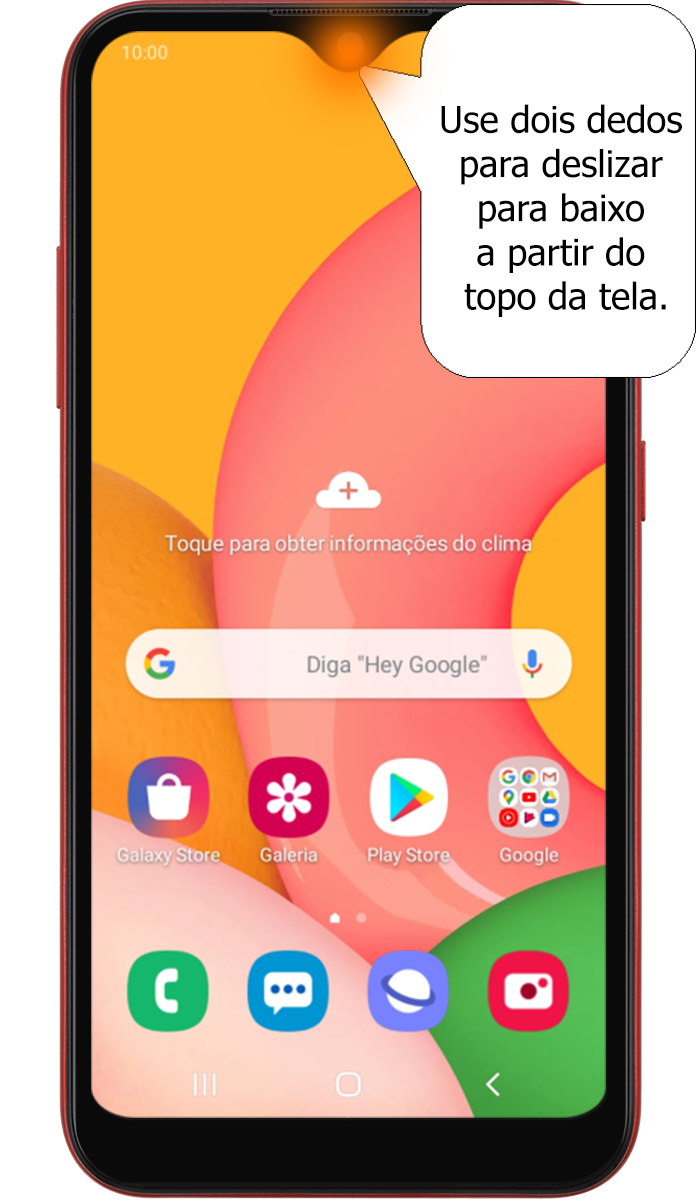 10:00
Use dois dedos
para deslizar
para baixo
a partir do
topo da tela.
Toque para obter informações do clima
Diga "Hey Google"
Galaxy Store
Galeria
Play Store
Google